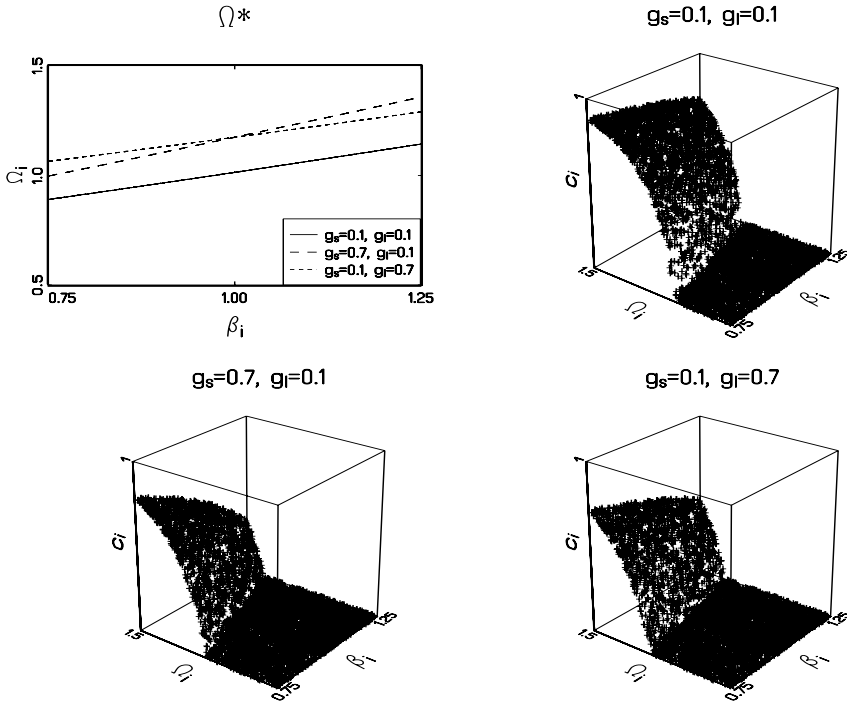 Ω*
1.5
1.0
0.5
Ωi
0.75
1.00
1.25
βi
gs=0.1, gl=0.1
gs=0.7, gl=0.1
gs=0.1, gl=0.7
gs=0.1, gl=0.1
1
ci
1.5
Ωi
0.75
βi
1.25
gs=0.7, gl=0.1
1
ci
1.5
Ωi
0.75
βi
1.25
gs=0.1, gl=0.7
1
ci
1.5
Ωi
0.75
βi
1.25